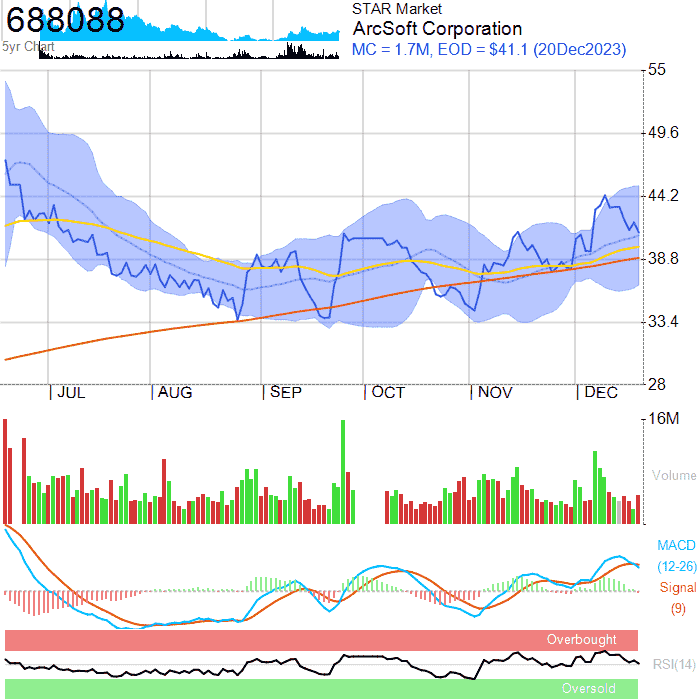 688088
STAR Market
ArcSoft Corporation
5yr Chart
MC = 1.7M, EOD = $41.1 (20Dec2023)
55
49.6
44.2
38.8
33.4
28
JUL AUG SEP OCT NOV DEC
16M
Volume
MACD
(12-26)
Signal
(9)
Overbought
RSI(14)
Oversold